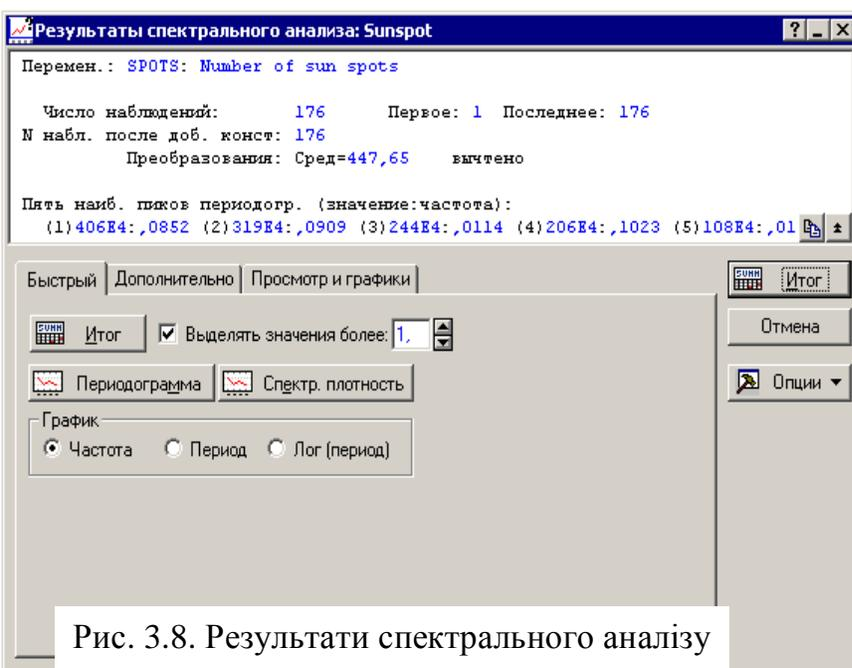 Результаты спектрального анализа: Sunspot
Перемен.: SPOTS: Number of sun spots
Число наблюдений: 176 Первое: 1 Последнее: 176
N набл. после доб. конст: 176
Преобразования: Сред=447,65 вычтено
Пять наиб. пиков периодогр. (значение:частота):
(1)406E4:,0852 (2)319E4:,0909 (3)244E4:,0114 (4)206E4:,1023 (5)108E4:,01
Быстрый Дополнительно Просмотр и графики
Итог
Итог Выделять значения более: 1,
Отмена
Периодограмма Спектр. плотность
Опции
График
Частота Период Лог (период)
Рис. 3.8. Результати спектрального аналізу